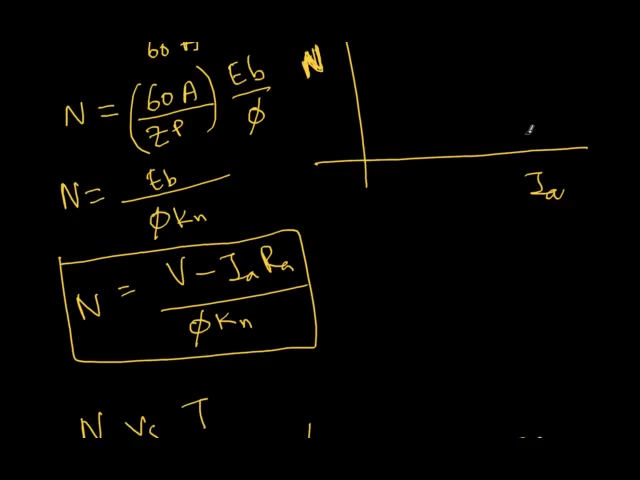 N = (60A/ZP) Eb/ϕ
N
N = Eb/ϕKn
Ia
N = V - IaRa/ϕKn
N vs T